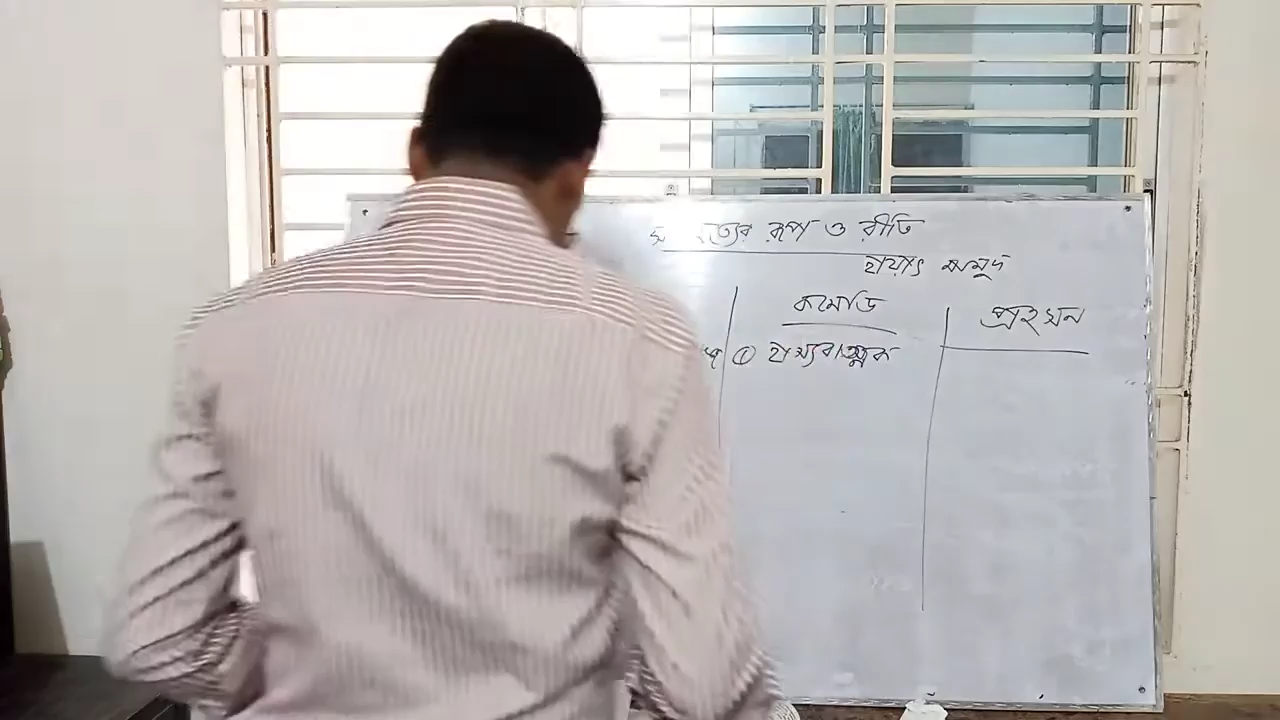 ও রীতি
হায়াৎ মামুদ
কমেডি
প্রহসন
① হাস্যরসাত্মক